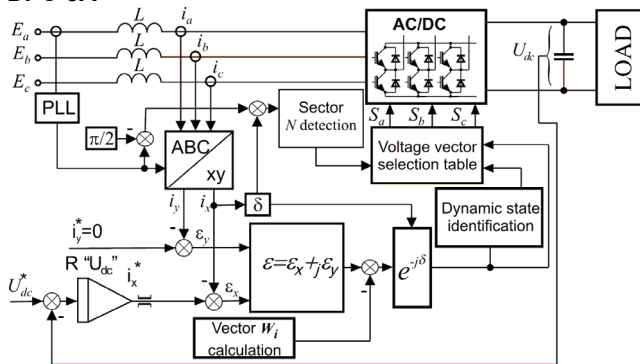 E_a
L
i_a
AC/DC
U_dc
LOAD
E_b
L
i_b
E_c
L
i_c
PLL
Sector
N detection
S_a S_b S_c
π/2
-
ABC
xy
Voltage vector
selection table
i_y
i_x
δ
Dynamic state
identification
i_y^*=0
-
ε_y
R "U_dc"
i_x^*
ε=ε_x+jε_y
e^-jδ
U_dc^*
-
ε_x
-
-
Vector W_i
calculation